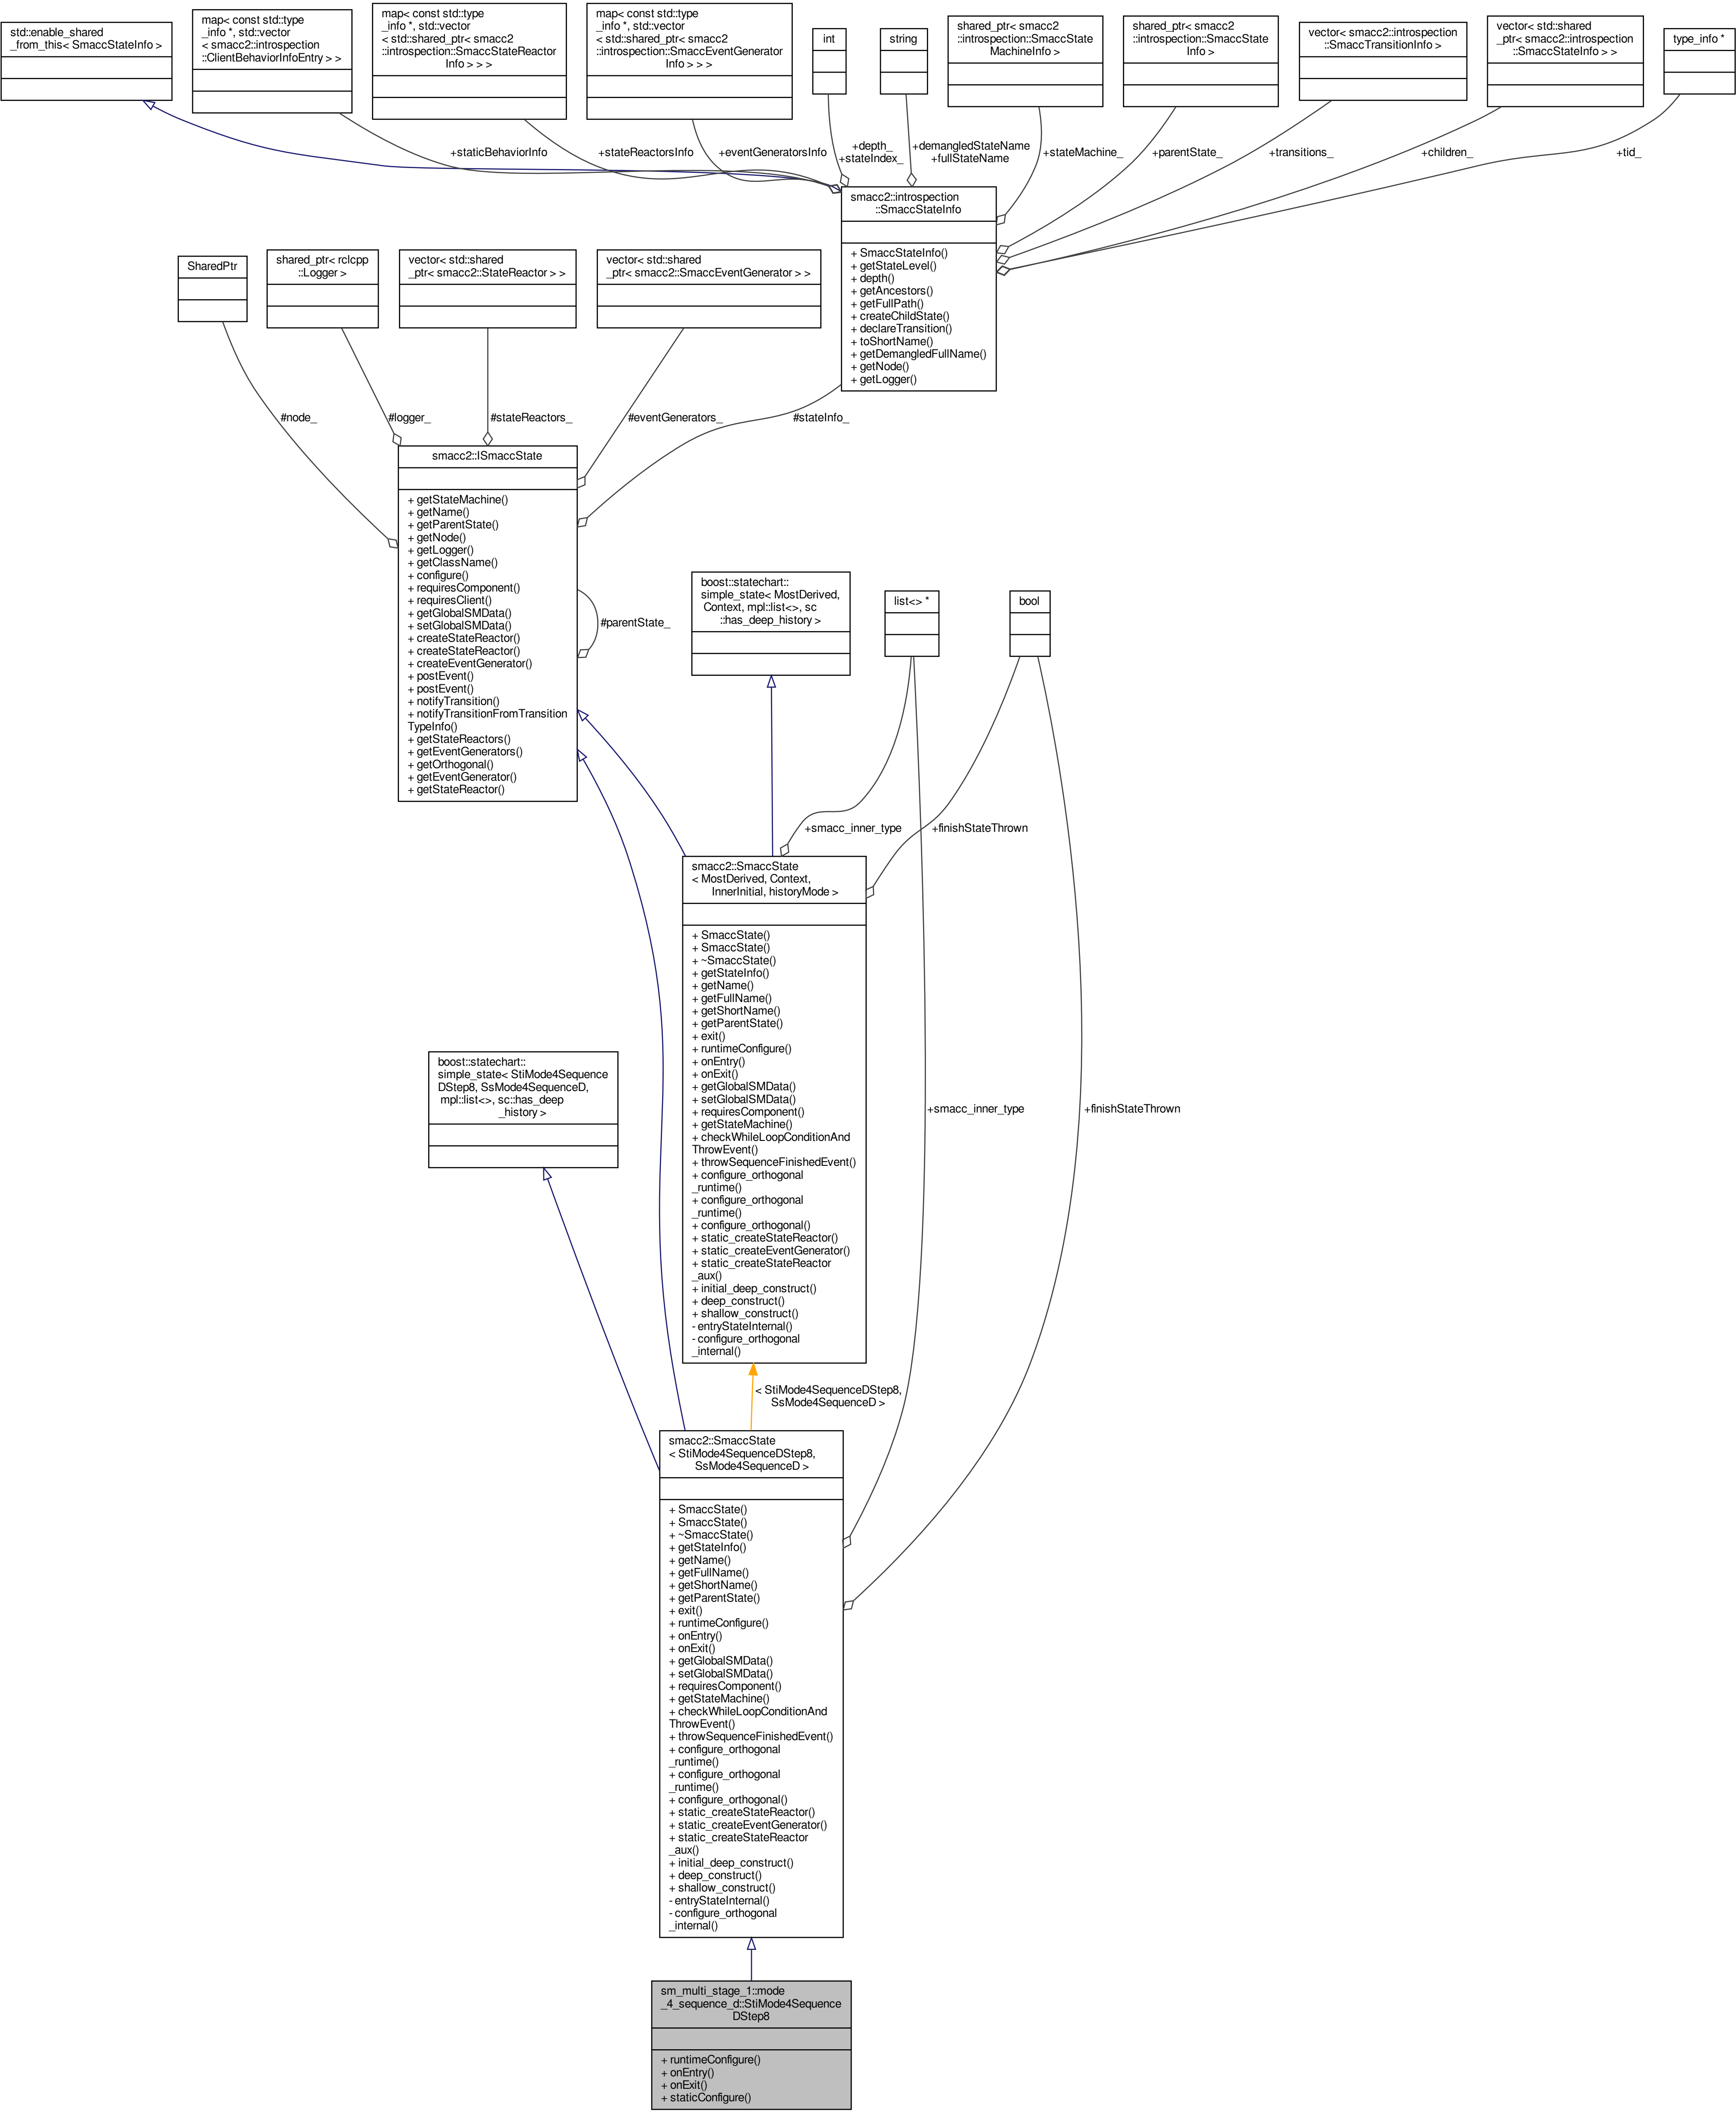 std::enable_shared
_from_this< SmaccStateInfo >
map< const std::type
_info *, std::vector
< smacc2::introspection
::ClientBehaviorInfoEntry > >
map< const std::type
_info *, std::vector
< std::shared_ptr< smacc2
::introspection::SmaccStateReactor
Info > > >
map< const std::type
_info *, std::vector
< std::shared_ptr< smacc2
::introspection::SmaccEventGenerator
Info > > >
int
string
shared_ptr< smacc2
::introspection::SmaccState
MachineInfo >
shared_ptr< smacc2
::introspection::SmaccState
Info >
vector< smacc2::introspection
::SmaccTransitionInfo >
vector< std::shared
_ptr< smacc2::introspection
::SmaccStateInfo > >
type_info *
+staticBehaviorInfo
+stateReactorsInfo
+eventGeneratorsInfo
+depth_
+stateIndex_
+demangledStateName
+fullStateName
+stateMachine_
+parentState_
+transitions_
+children_
+tid_
smacc2::introspection
::SmaccStateInfo
+ SmaccStateInfo()
+ getStateLevel()
+ depth()
+ getAncestors()
+ getFullPath()
+ createChildState()
+ declareTransition()
+ toShortName()
+ getDemangledFullName()
+ getNode()
+ getLogger()
SharedPtr
shared_ptr< rclcpp
::Logger >
vector< std::shared
_ptr< smacc2::StateReactor > >
vector< std::shared
_ptr< smacc2::SmaccEventGenerator > >
#node_
#logger_
#stateReactors_
#eventGenerators_
#stateInfo_
smacc2::ISmaccState
+ getStateMachine()
+ getName()
+ getParentState()
+ getNode()
+ getLogger()
+ getClassName()
+ configure()
+ requiresComponent()
+ requiresClient()
+ getGlobalSMData()
+ setGlobalSMData()
+ createStateReactor()
+ createStateReactor()
+ createEventGenerator()
+ postEvent()
+ postEvent()
+ notifyTransition()
+ notifyTransitionFromTransition
TypeInfo()
+ getStateReactors()
+ getEventGenerators()
+ getOrthogonal()
+ getEventGenerator()
+ getStateReactor()
#parentState_
boost::statechart::
simple_state< MostDerived,
Context, mpl::list<>, sc
::has_deep_history >
list<> *
bool
+smacc_inner_type
+finishStateThrown
smacc2::SmaccState
< MostDerived, Context,
InnerInitial, historyMode >
+ SmaccState()
+ SmaccState()
+ ~SmaccState()
+ getStateInfo()
+ getName()
+ getFullName()
+ getShortName()
+ getParentState()
+ exit()
+ runtimeConfigure()
+ onEntry()
+ onExit()
+ getGlobalSMData()
+ setGlobalSMData()
+ requiresComponent()
+ getStateMachine()
+ checkWhileLoopConditionAnd
ThrowEvent()
+ throwSequenceFinishedEvent()
+ configure_orthogonal
_runtime()
+ configure_orthogonal
_runtime()
+ configure_orthogonal()
+ static_createStateReactor()
+ static_createEventGenerator()
+ static_createStateReactor
_aux()
+ initial_deep_construct()
+ deep_construct()
+ shallow_construct()
- entryStateInternal()
- configure_orthogonal
_internal()
boost::statechart::
simple_state< StiMode4Sequence
DStep8, SsMode4SequenceD,
mpl::list<>, sc::has_deep
_history >
+smacc_inner_type
+finishStateThrown
< StiMode4SequenceDStep8,
SsMode4SequenceD >
smacc2::SmaccState
< StiMode4SequenceDStep8,
SsMode4SequenceD >
+ SmaccState()
+ SmaccState()
+ ~SmaccState()
+ getStateInfo()
+ getName()
+ getFullName()
+ getShortName()
+ getParentState()
+ exit()
+ runtimeConfigure()
+ onEntry()
+ onExit()
+ getGlobalSMData()
+ setGlobalSMData()
+ requiresComponent()
+ getStateMachine()
+ checkWhileLoopConditionAnd
ThrowEvent()
+ throwSequenceFinishedEvent()
+ configure_orthogonal
_runtime()
+ configure_orthogonal
_runtime()
+ configure_orthogonal()
+ static_createStateReactor()
+ static_createEventGenerator()
+ static_createStateReactor
_aux()
+ initial_deep_construct()
+ deep_construct()
+ shallow_construct()
- entryStateInternal()
- configure_orthogonal
_internal()
sm_multi_stage_1::mode
_4_sequence_d::StiMode4Sequence
DStep8
+ runtimeConfigure()
+ onEntry()
+ onExit()
+ staticConfigure()